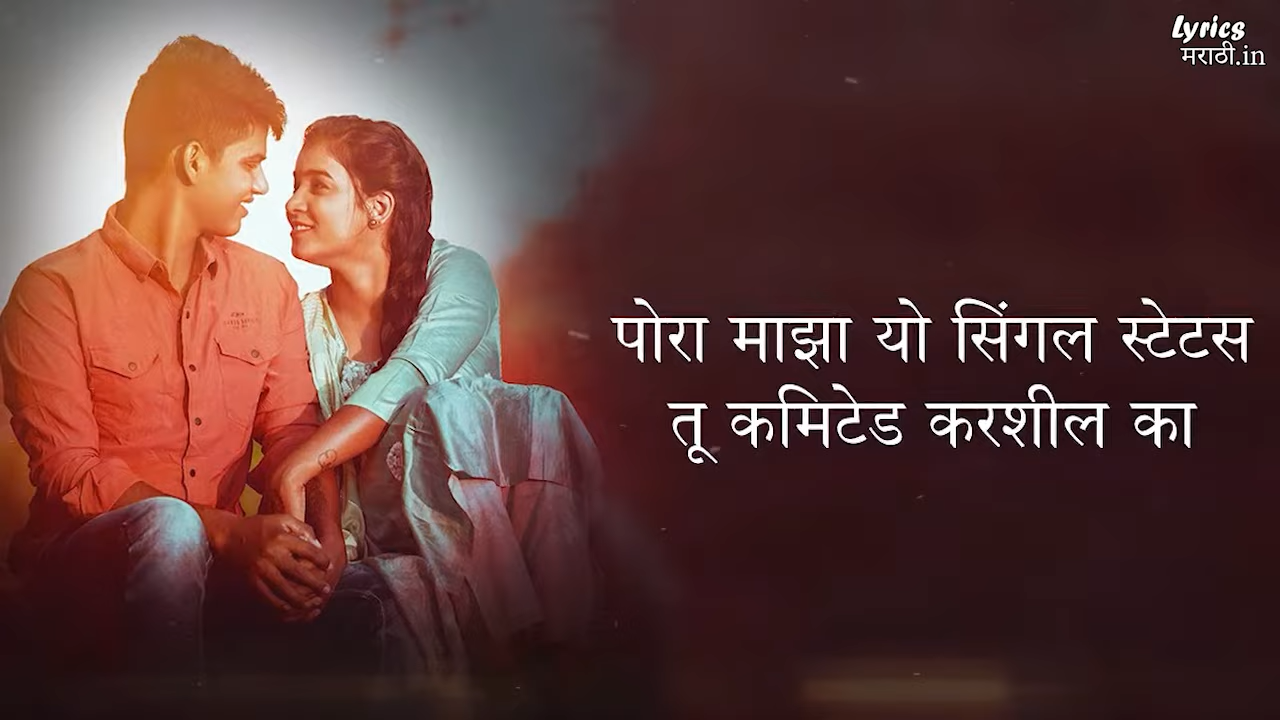 Lyrics
मराठी.in
पोरा माझा यो सिंगल स्टेटस
तू कमिटेड करशील का